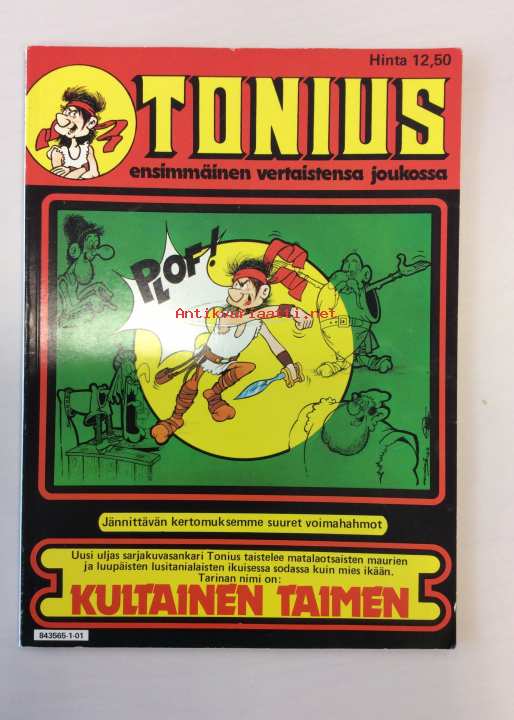 Hinta 12,50
TONIUS
ensimmäinen vertaistensa joukossa
PLOF!
Antikvariaatti.net
Jännittävän kertomuksemme suuret voimahahmot
Uusi uljas sarjakuvasankari Tonius taistelee matalaotsaisten maurien
ja luupäisten lusitanialaisten ikuisessa sodassa kuin mies ikään.
Tarinan nimi on:
KULTAINEN TAIMEN
843565-1-01